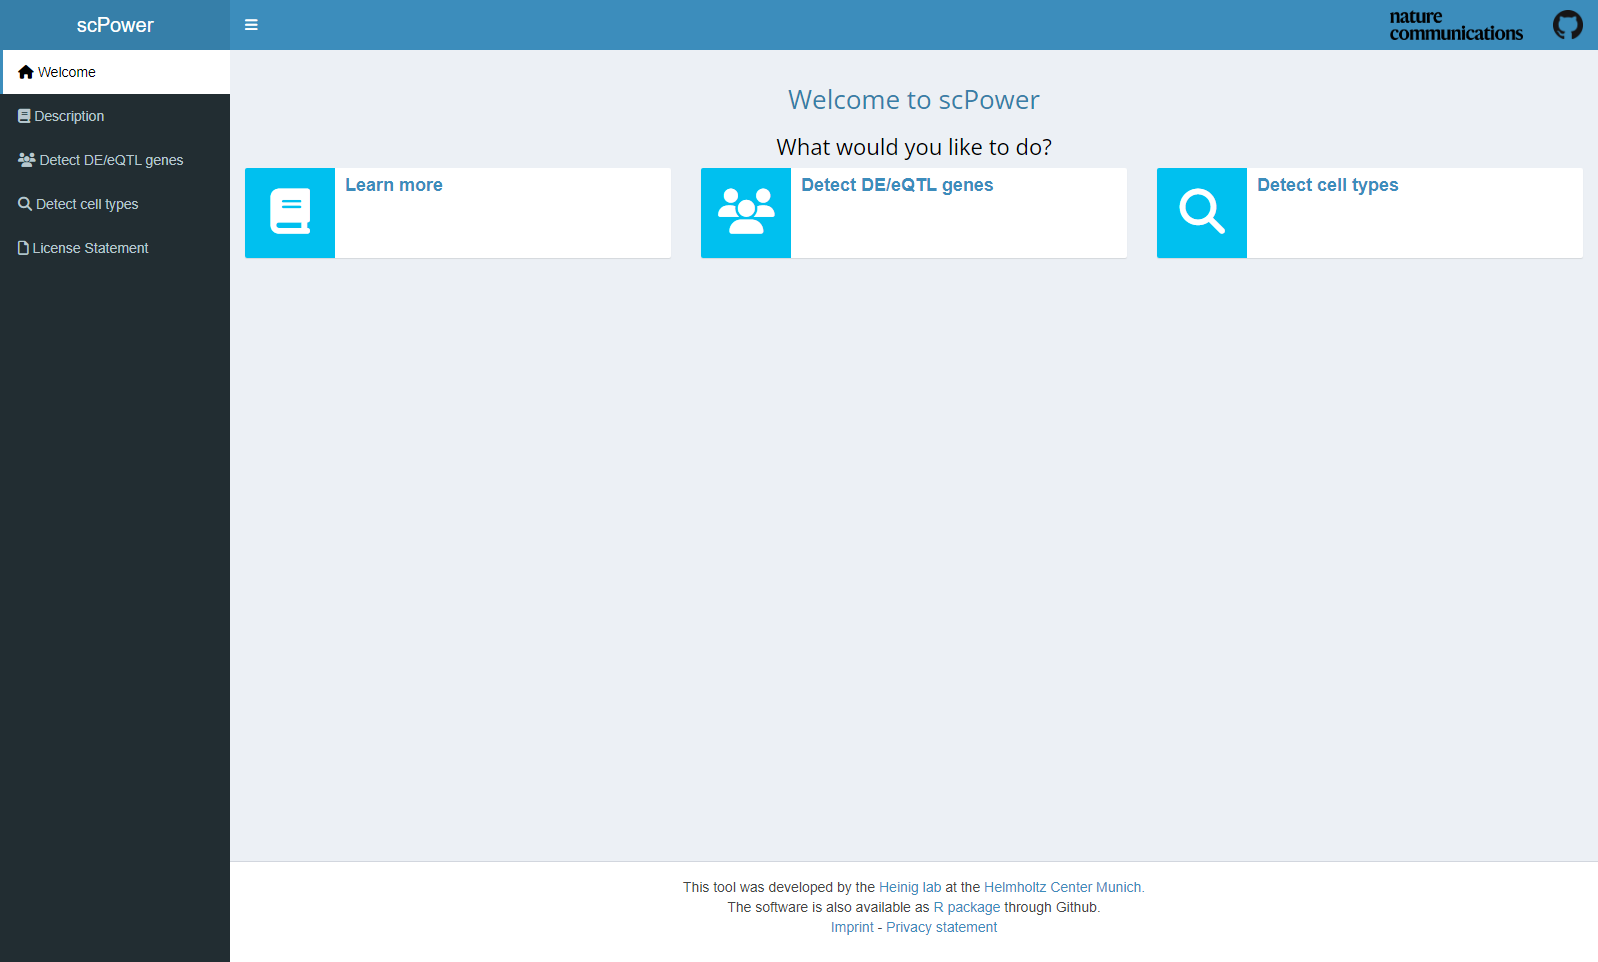 scPower
nature
communications
Welcome
Description
Detect DE/eQTL genes
Detect cell types
License Statement
Welcome to scPower
What would you like to do?
Learn more
Detect DE/eQTL genes
Detect cell types
This tool was developed by the Heinig lab at the Helmholtz Center Munich.
The software is also available as R package through Github.
Imprint - Privacy statement